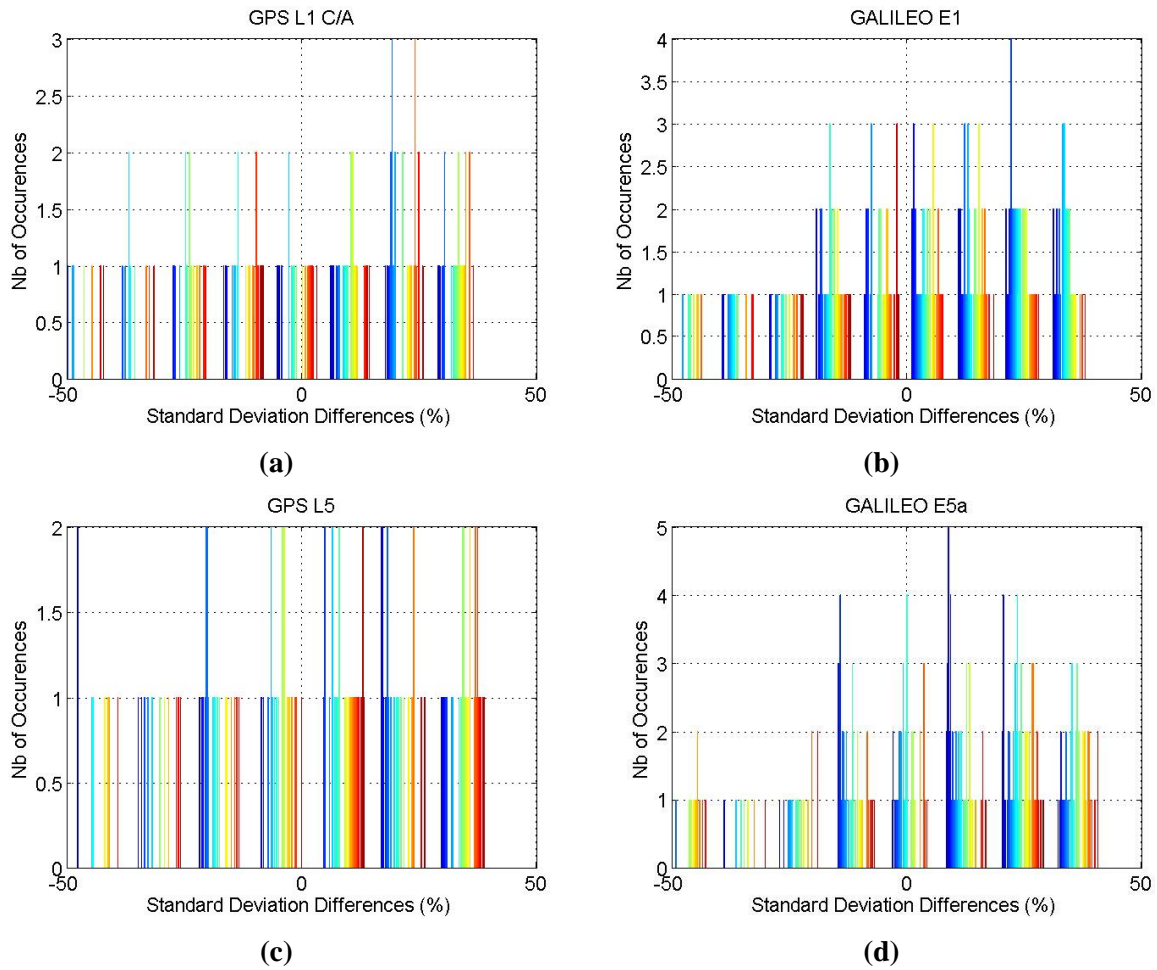 GPS L1 C/A
3
2.5
2
1.5
1
0.5
0
Nb of Occurences
-50 0 50
Standard Deviation Differences (%)
(a)
GALILEO E1
4
3.5
3
2.5
2
1.5
1
0.5
0
Nb of Occurences
-50 0 50
Standard Deviation Differences (%)
(b)
GPS L5
2
1.5
1
0.5
0
Nb of Occurences
-50 0 50
Standard Deviation Differences (%)
(c)
GALILEO E5a
5
4
3
2
1
0
Nb of Occurences
-50 0 50
Standard Deviation Differences (%)
(d)